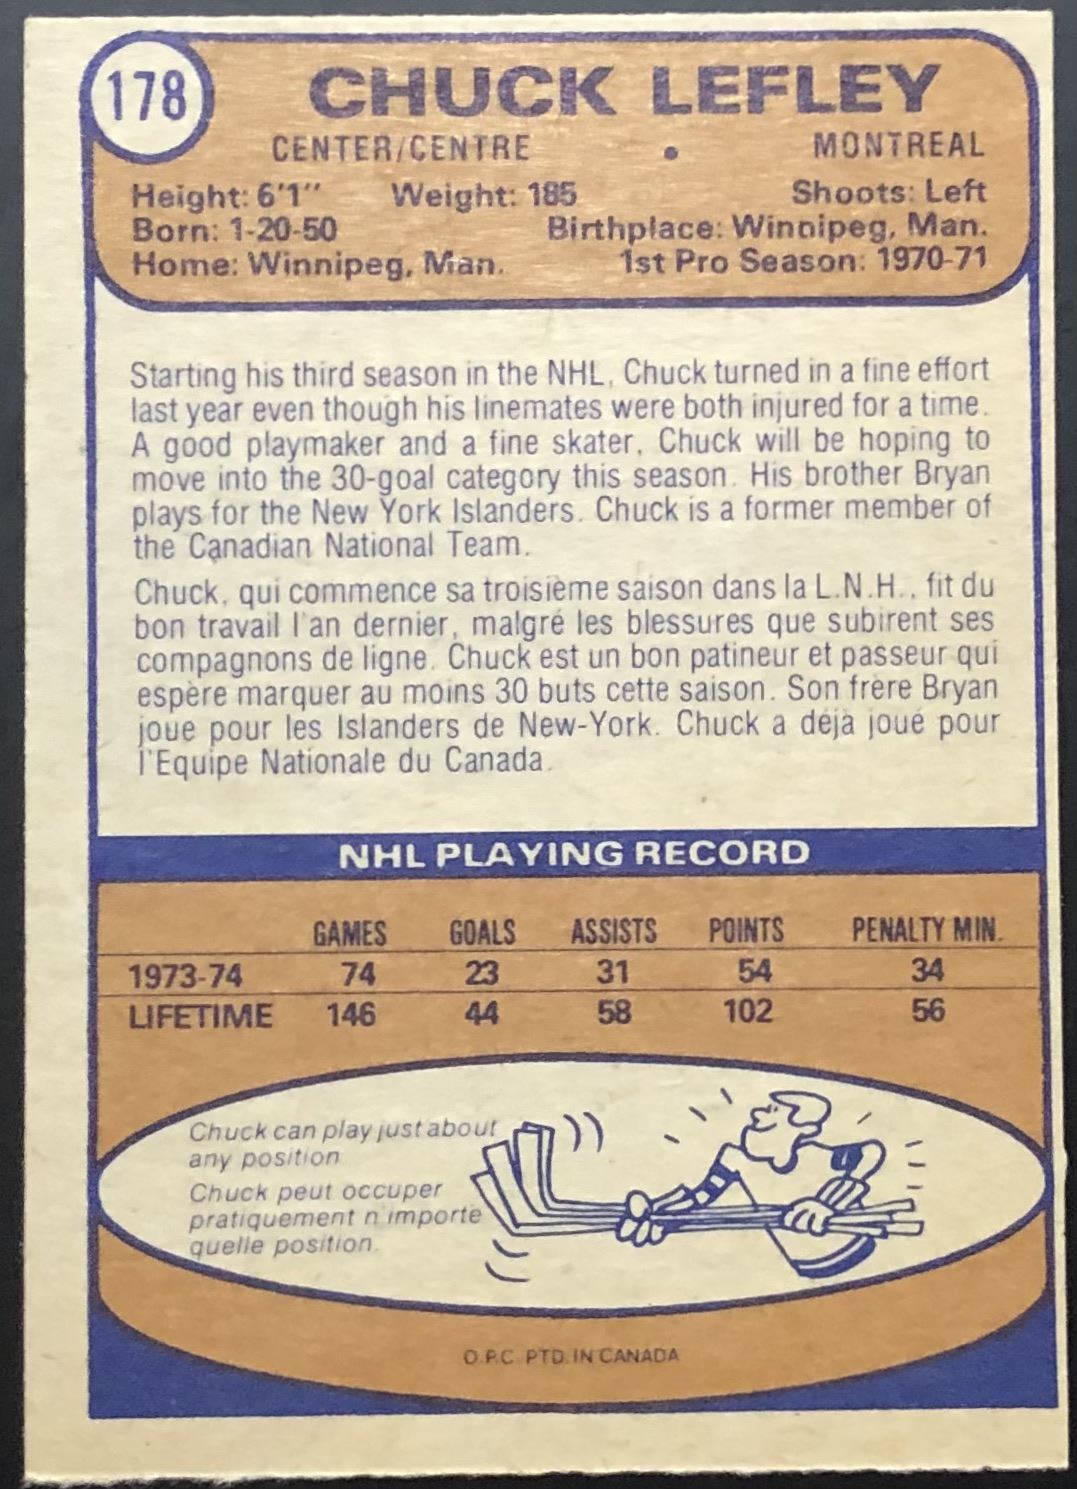 178
CHUCK LEFLEY
CENTER/CENTRE • MONTREAL
Height: 6'1" Weight: 185 Shoots: Left
Born: 1-20-50 Birthplace: Winnipeg, Man.
Home: Winnipeg, Man. 1st Pro Season: 1970-71
Starting his third season in the NHL, Chuck turned in a fine effort
last year even though his linemates were both injured for a time.
A good playmaker and a fine skater, Chuck will be hoping to
move into the 30-goal category this season. His brother Bryan
plays for the New York Islanders. Chuck is a former member of
the Canadian National Team.
Chuck, qui commence sa troisième saison dans la L.N.H., fit du
bon travail l'an dernier, malgré les blessures que subirent ses
compagnons de ligne. Chuck est un bon patineur et passeur qui
espère marquer au moins 30 buts cette saison. Son frère Bryan
joue pour les Islanders de New-York. Chuck a déjà joué pour
l'Equipe Nationale du Canada.
NHL PLAYING RECORD
GAMES GOALS ASSISTS POINTS PENALTY MIN.
1973-74 74 23 31 54 34
LIFETIME 146 44 58 102 56
Chuck can play just about
any position
Chuck peut occuper
pratiquement n'importe
quelle position.
O.P.C. PTD. IN CANADA